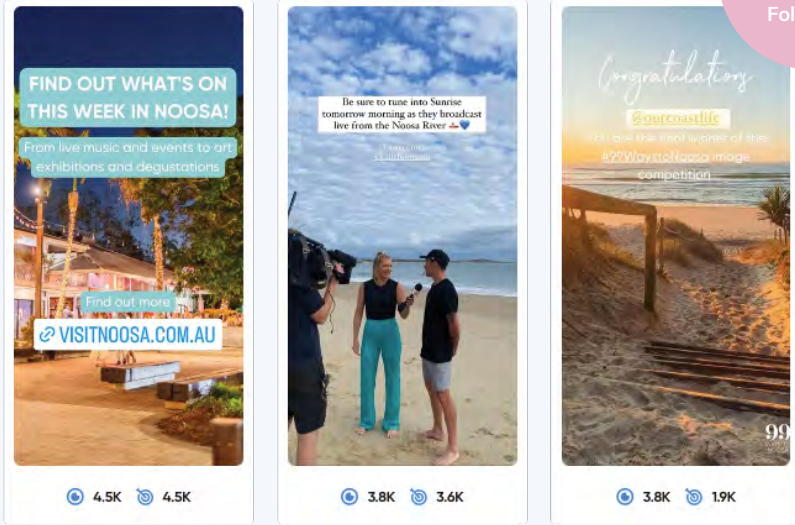 FIND OUT WHAT'S ON
THIS WEEK IN NOOSA!
From live music and events to art
exhibitions and degustations
Find out more
VISITNOOSA.COM.AU
4.5K 4.5K
Be sure to tune into Sunrise
tomorrow morning as they broadcast
live from the Noosa River 🚤💙
3.8K 3.6K
Fol
Congratulations
@ourcoastlife
of this
#99WaystoNoosa image
competition
99
3.8K 1.9K